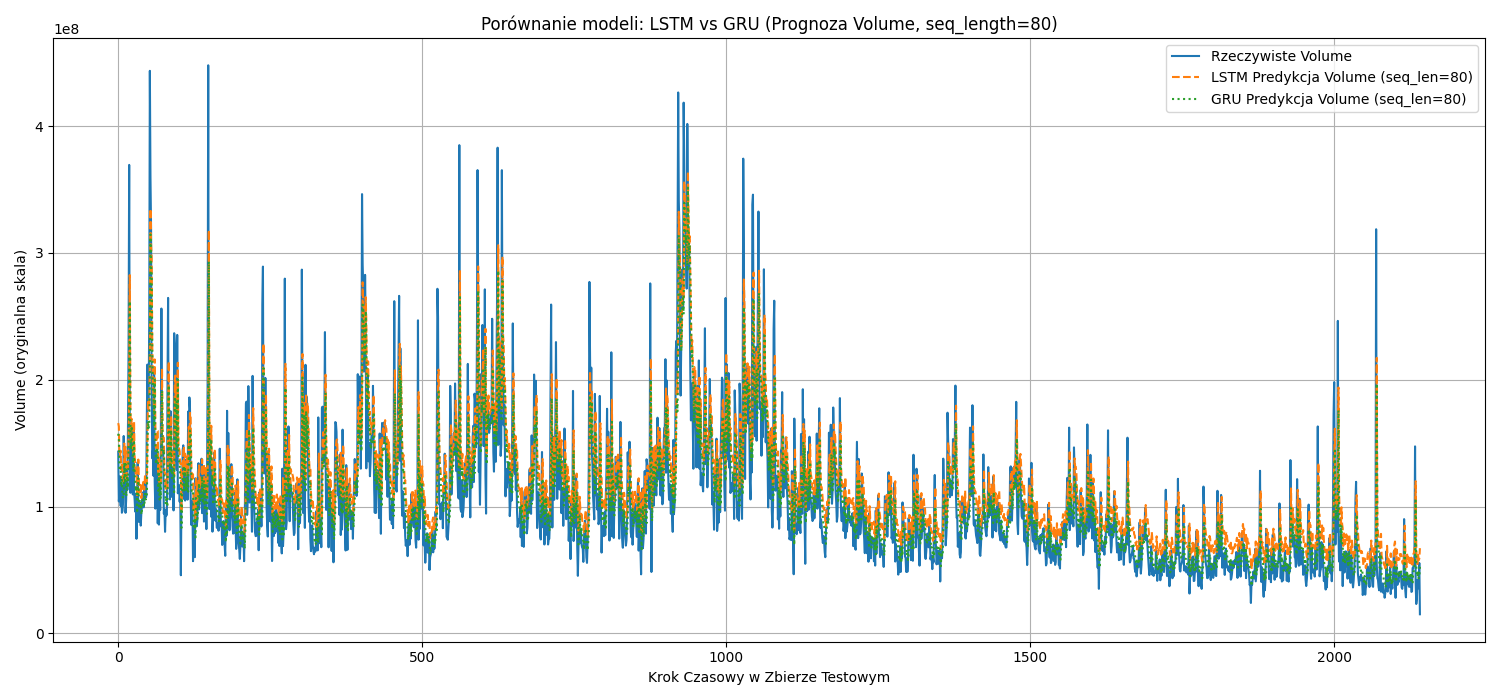 Porównanie modeli: LSTM vs GRU (Prognoza Volume, seq_length=80)
1e8
Rzeczywiste Volume
LSTM Predykcja Volume (seq_len=80)
GRU Predykcja Volume (seq_len=80)
Volume (oryginalna skala)
4
3
2
1
0
0 500 1000 1500 2000
Krok Czasowy w Zbierze Testowym